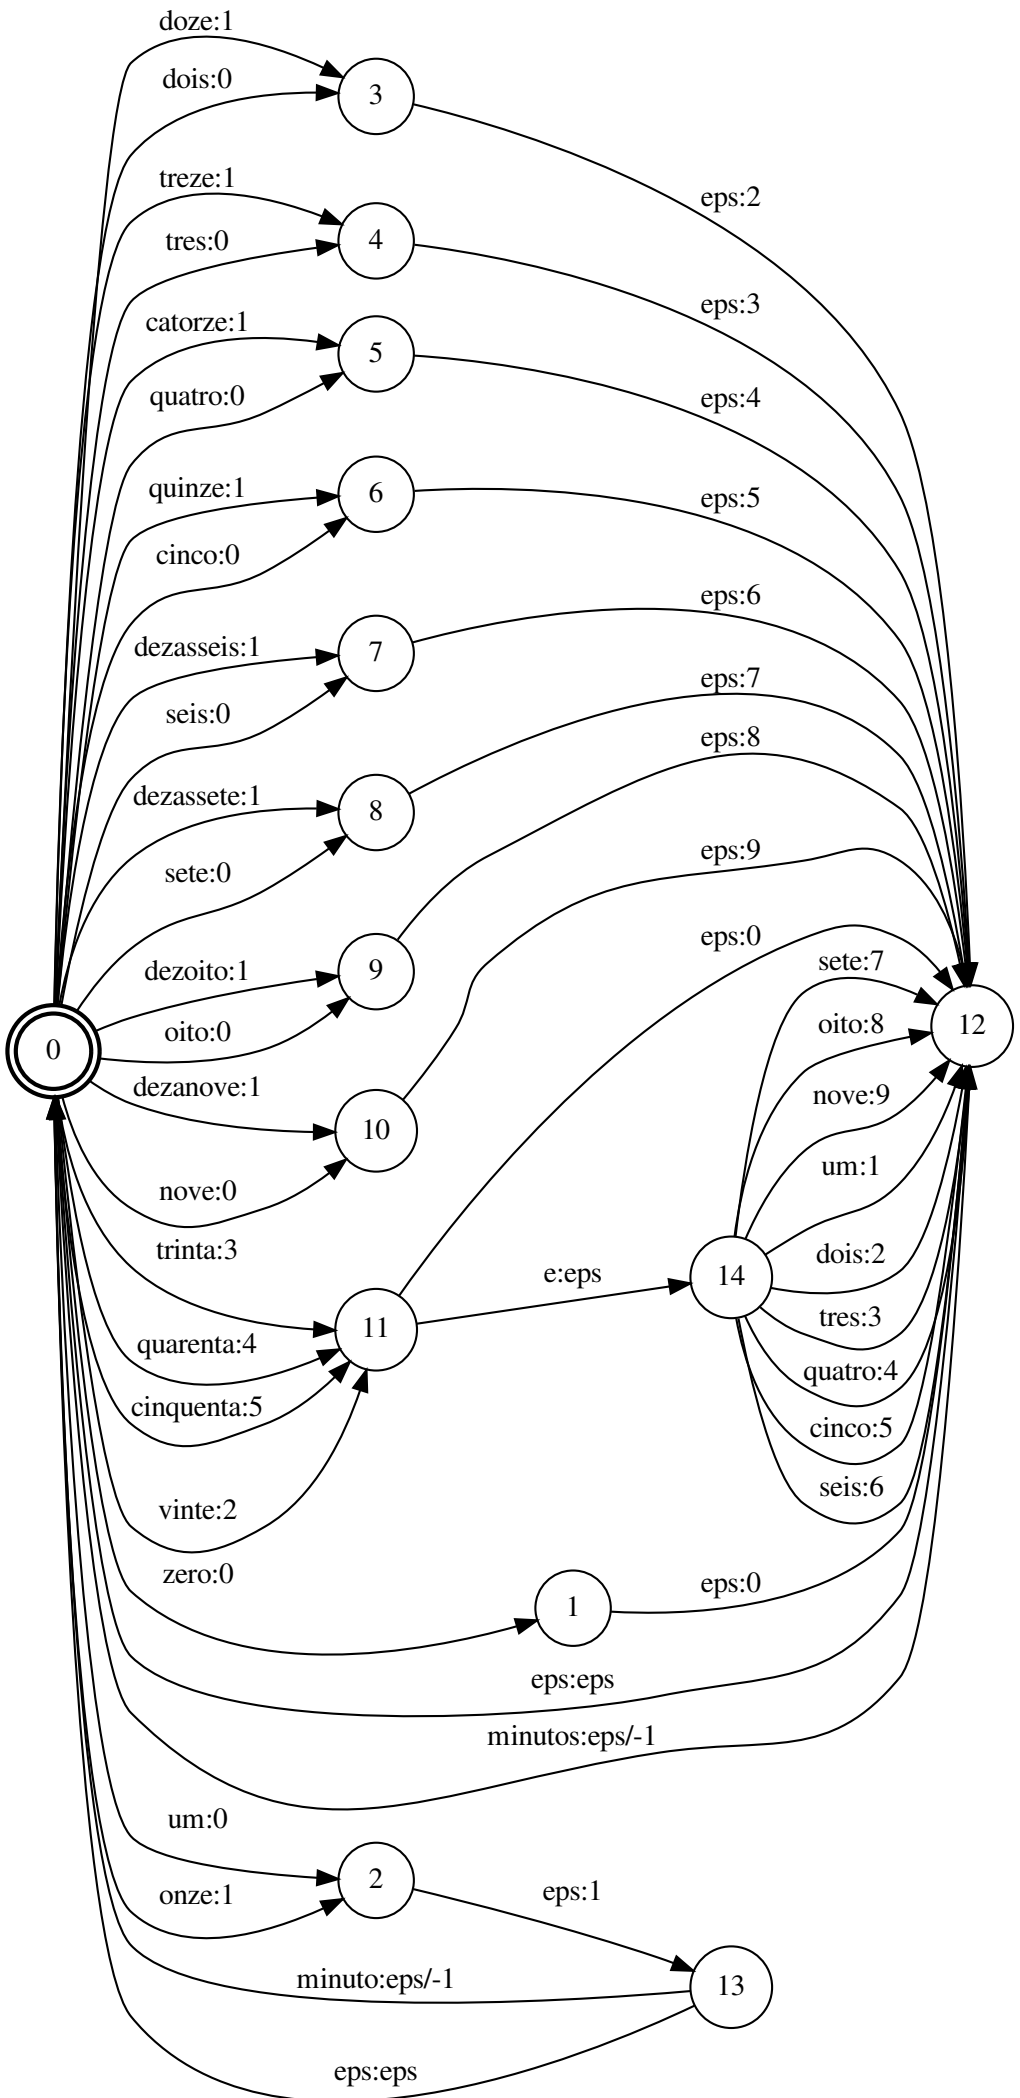 doze:1
dois:0
3
treze:1
eps:2
tres:0
4
eps:3
catorze:1
5
quatro:0
eps:4
quinze:1
6
eps:5
cinco:0
eps:6
dezasseis:1
7
seis:0
eps:7
eps:8
dezassete:1
8
eps:9
sete:0
eps:0
dezoito:1
9
sete:7
oito:0
oito:8
12
0
dezanove:1
nove:9
10
um:1
nove:0
trinta:3
dois:2
e:eps
14
tres:3
11
quarenta:4
quatro:4
cinquenta:5
cinco:5
vinte:2
seis:6
zero:0
eps:0
1
eps:eps
minutos:eps/-1
um:0
2
onze:1
eps:1
minuto:eps/-1
13
eps:eps